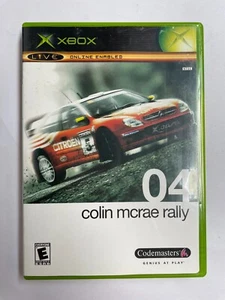 XBOX
LIVE ONLINE ENABLED
CITROËN
04
colin mcrae rally
E
Codemasters
GENIUS AT PLAY